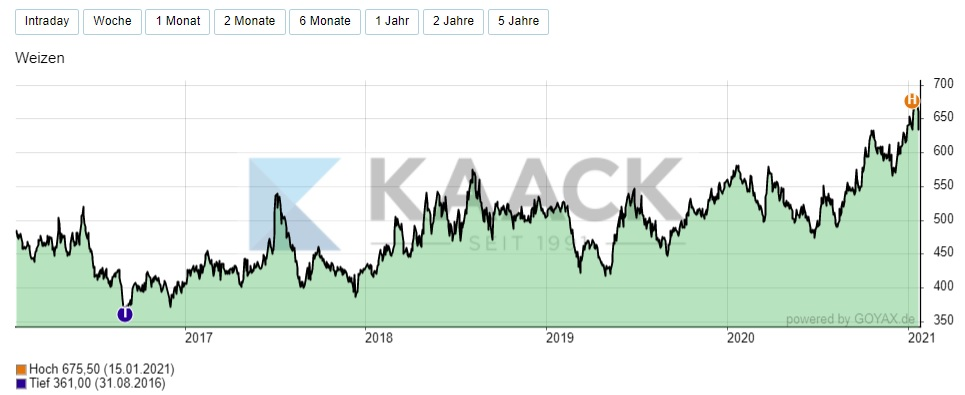 Intraday Woche 1 Monat 2 Monate 6 Monate 1 Jahr 2 Jahre 5 Jahre
Weizen
700
650
600
550
500
450
400
350
H
KAACK
SEIT 1991
T
powered by GOYAX.de
2017 2018 2019 2020 2021
Hoch 675,50 (15.01.2021)
Tief 361,00 (31.08.2016)